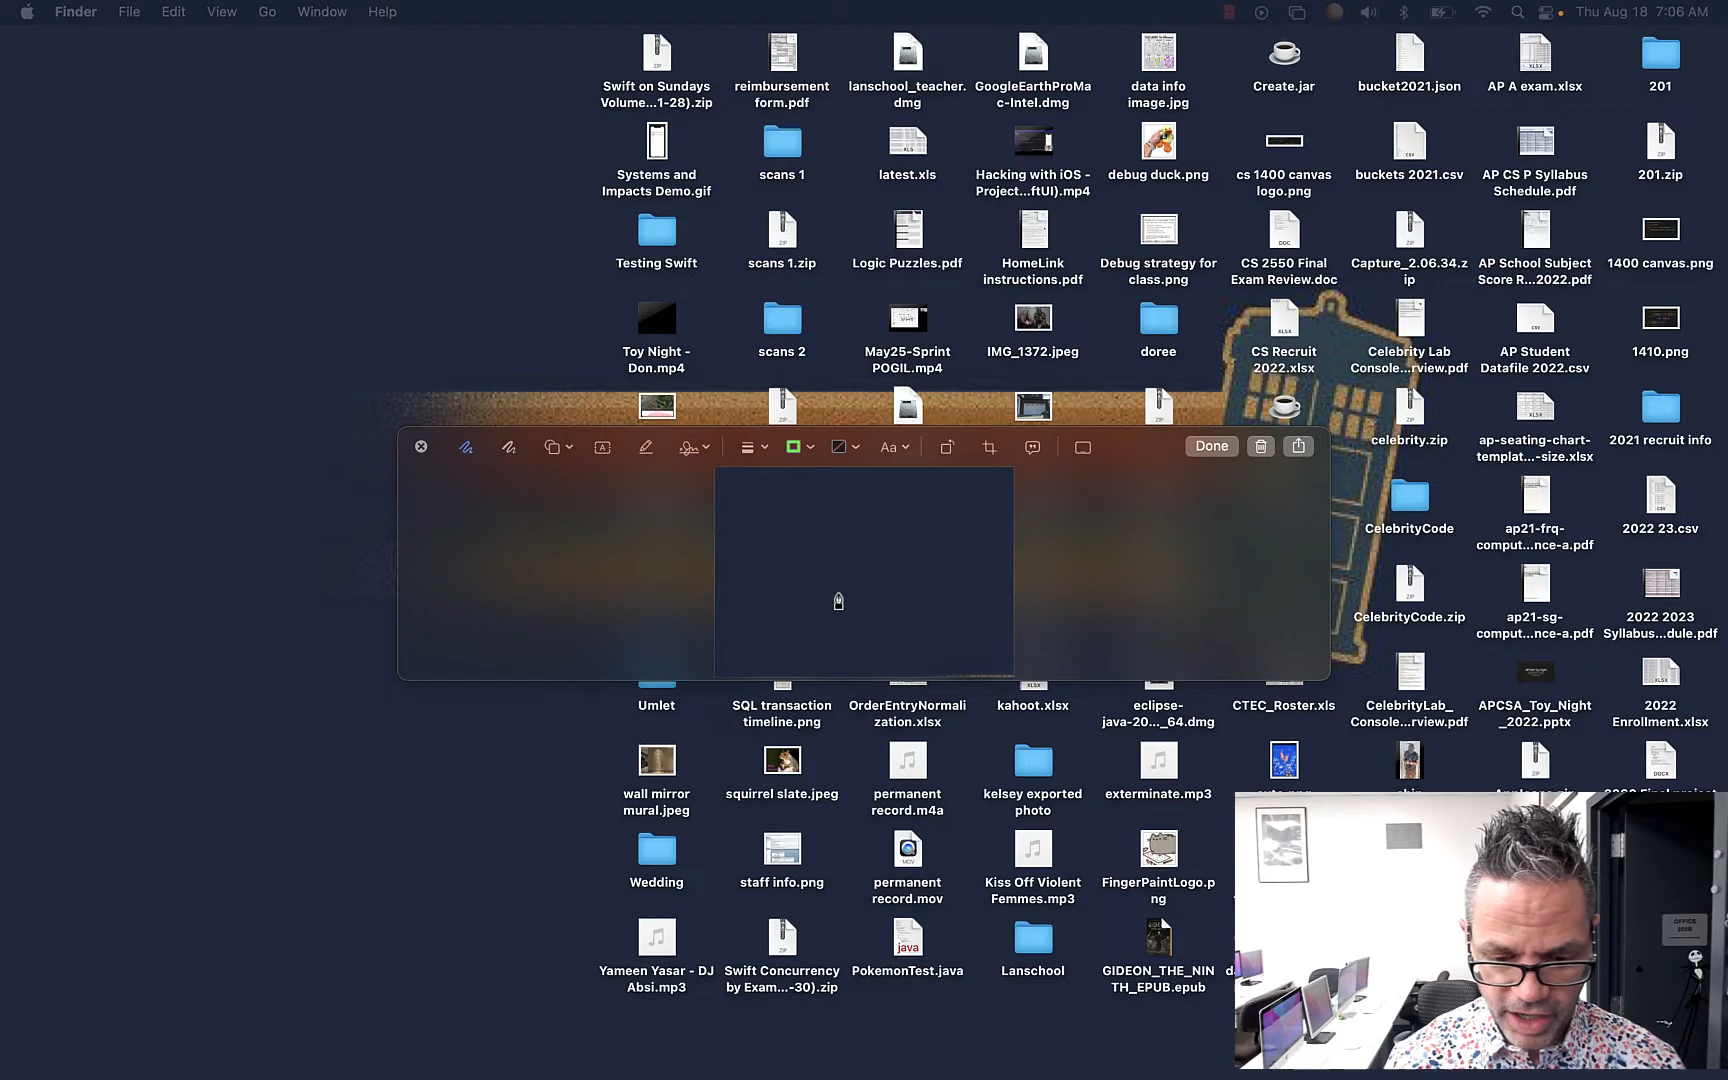 Finder File Edit View Go Window Help Thu Aug 18 7:06 AM
Swift on Sundays
Volume...1-28).zip
reimbursement
form.pdf
lanschool_teacher.
dmg
GoogleEarthProMa
c-Intel.dmg
data info
image.jpg
Create.jar
bucket2021.json
AP A exam.xlsx
201
Systems and
Impacts Demo.gif
scans 1
latest.xls
Hacking with iOS -
Project...ftUI).mp4
debug duck.png
cs 1400 canvas
logo.png
buckets 2021.csv
AP CS P Syllabus
Schedule.pdf
201.zip
Testing Swift
scans 1.zip
Logic Puzzles.pdf
HomeLink
instructions.pdf
Debug strategy for
class.png
CS 2550 Final
Exam Review.doc
Capture_2.06.34.z
ip
AP School Subject
Score R...2022.pdf
1400 canvas.png
Toy Night -
Don.mp4
scans 2
May25-Sprint
POGIL.mp4
IMG_1372.jpeg
doree
CS Recruit
2022.xlsx
Celebrity Lab
Console...rview.pdf
AP Student
Datafile 2022.csv
1410.png
celebrity.zip
ap-seating-chart-
templat...-size.xlsx
2021 recruit info
Aa
Done
CelebrityCode
ap21-frq-
comput...nce-a.pdf
2022 23.csv
CelebrityCode.zip
ap21-sg-
comput...nce-a.pdf
2022 2023
Syllabus...dule.pdf
Umlet
SQL transaction
timeline.png
OrderEntryNormali
zation.xlsx
kahoot.xlsx
eclipse-
java-20..._64.dmg
CTEC_Roster.xls
CelebrityLab_
Console...rview.pdf
APCSA_Toy_Night
_2022.pptx
2022
Enrollment.xlsx
wall mirror
mural.jpeg
squirrel slate.jpeg
permanent
record.m4a
kelsey exported
photo
exterminate.mp3
Wedding
staff info.png
permanent
record.mov
Kiss Off Violent
Femmes.mp3
FingerPaintLogo.p
ng
OFFICE
Yameen Yasar - DJ
Absi.mp3
Swift Concurrency
by Exam...-30).zip
PokemonTest.java
Lanschool
GIDEON_THE_NIN
TH_EPUB.epub